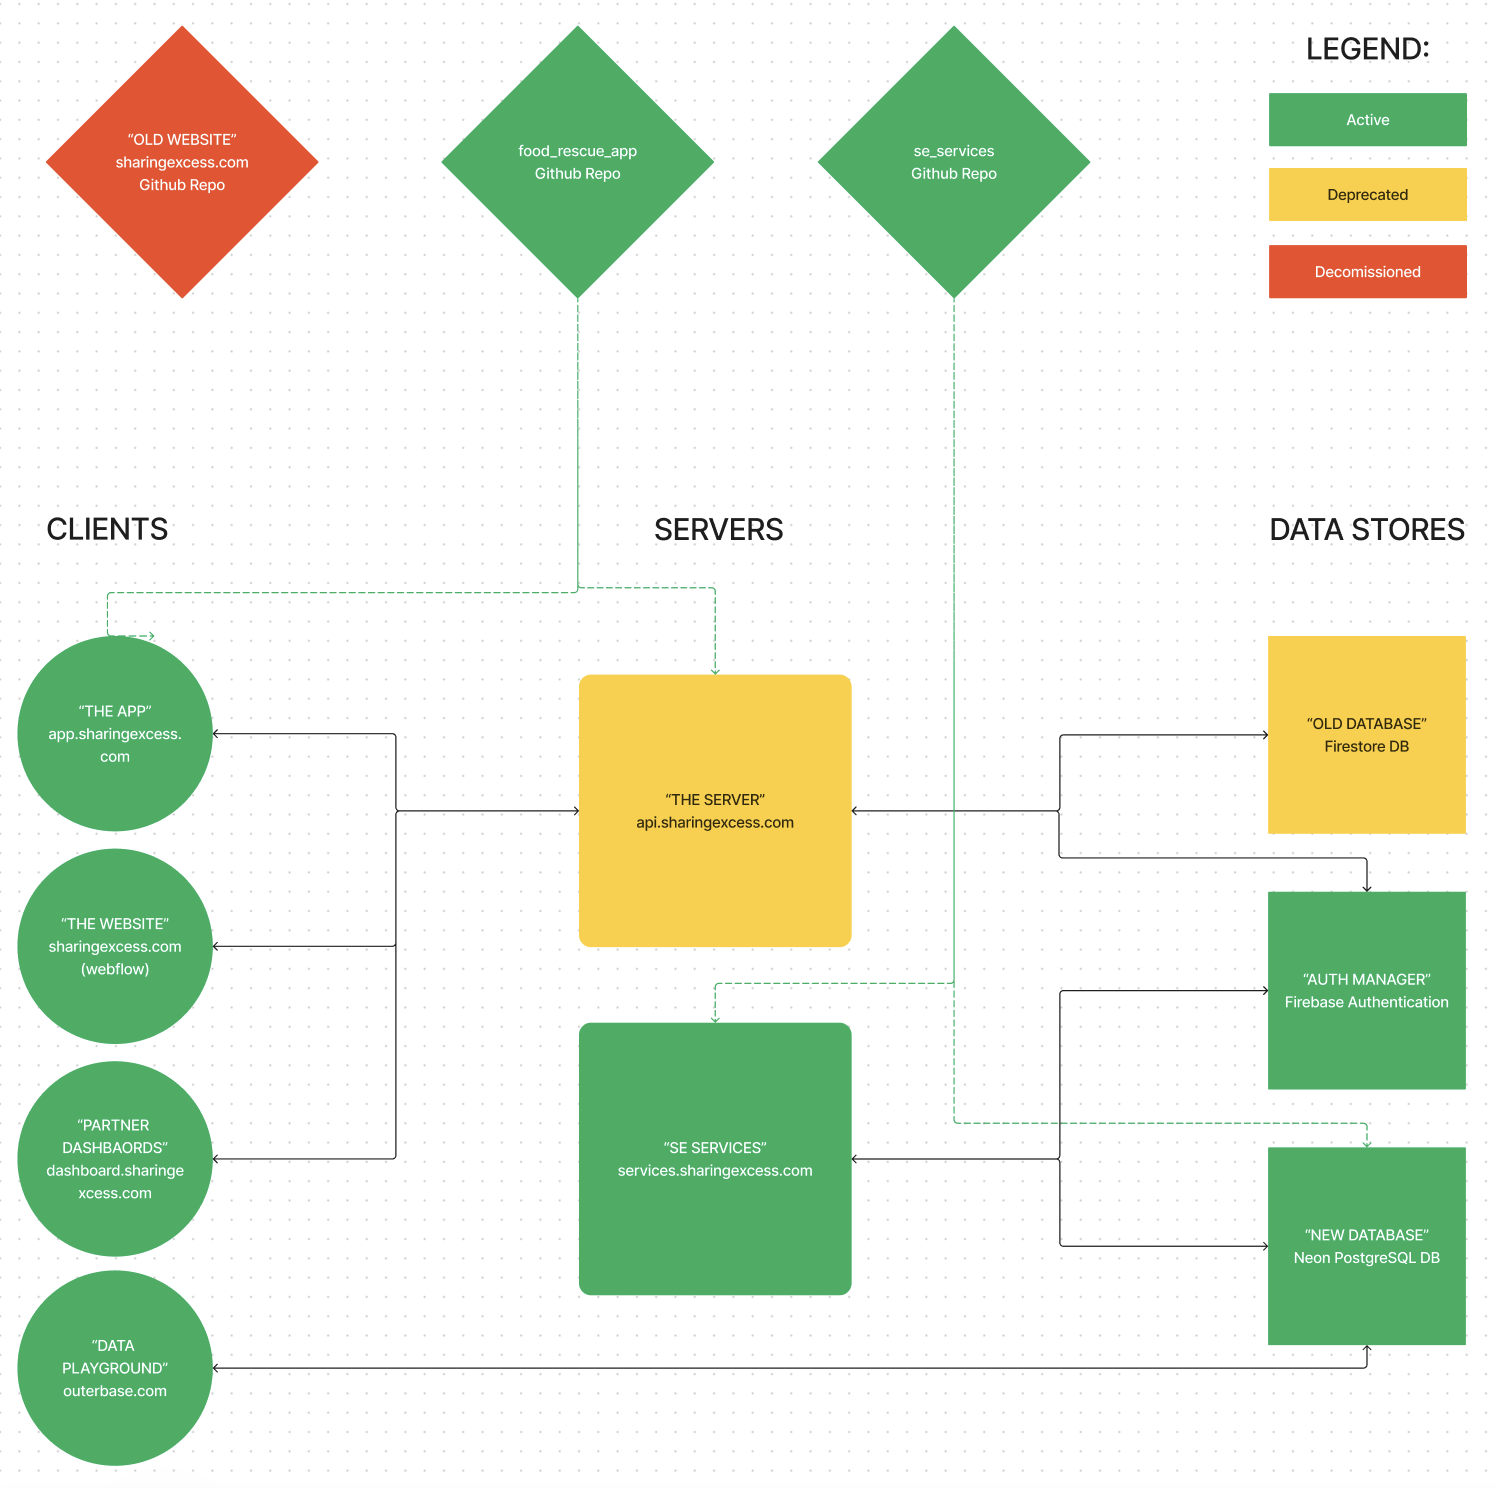 “OLD WEBSITE”
sharingexcess.com
Github Repo
food_rescue_app
Github Repo
se_services
Github Repo
LEGEND:
Active
Deprecated
Decomissioned
CLIENTS
SERVERS
DATA STORES
“THE APP”
app.sharingexcess.
com
“THE WEBSITE”
sharingexcess.com
(webflow)
“PARTNER
DASHBAORDS”
dashboard.sharinge
xcess.com
“DATA
PLAYGROUND”
outerbase.com
“THE SERVER”
api.sharingexcess.com
“SE SERVICES”
services.sharingexcess.com
“OLD DATABASE”
Firestore DB
“AUTH MANAGER”
Firebase Authentication
“NEW DATABASE”
Neon PostgreSQL DB